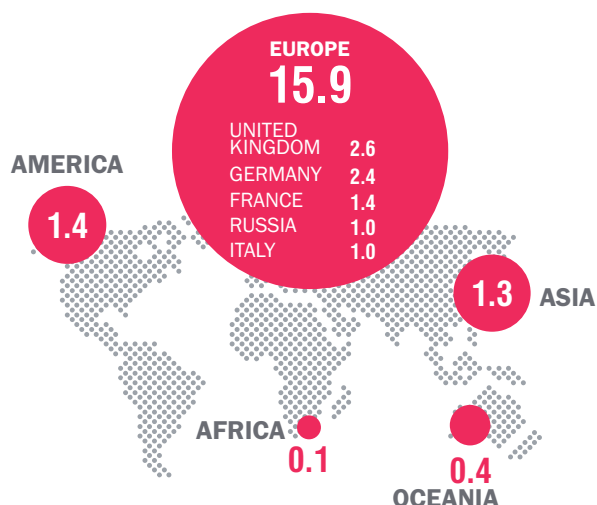 EUROPE
15.9
UNITED
KINGDOM 2.6
GERMANY 2.4
FRANCE 1.4
RUSSIA 1.0
ITALY 1.0
AMERICA
1.4
1.3 ASIA
AFRICA
0.1
0.4
OCEANIA